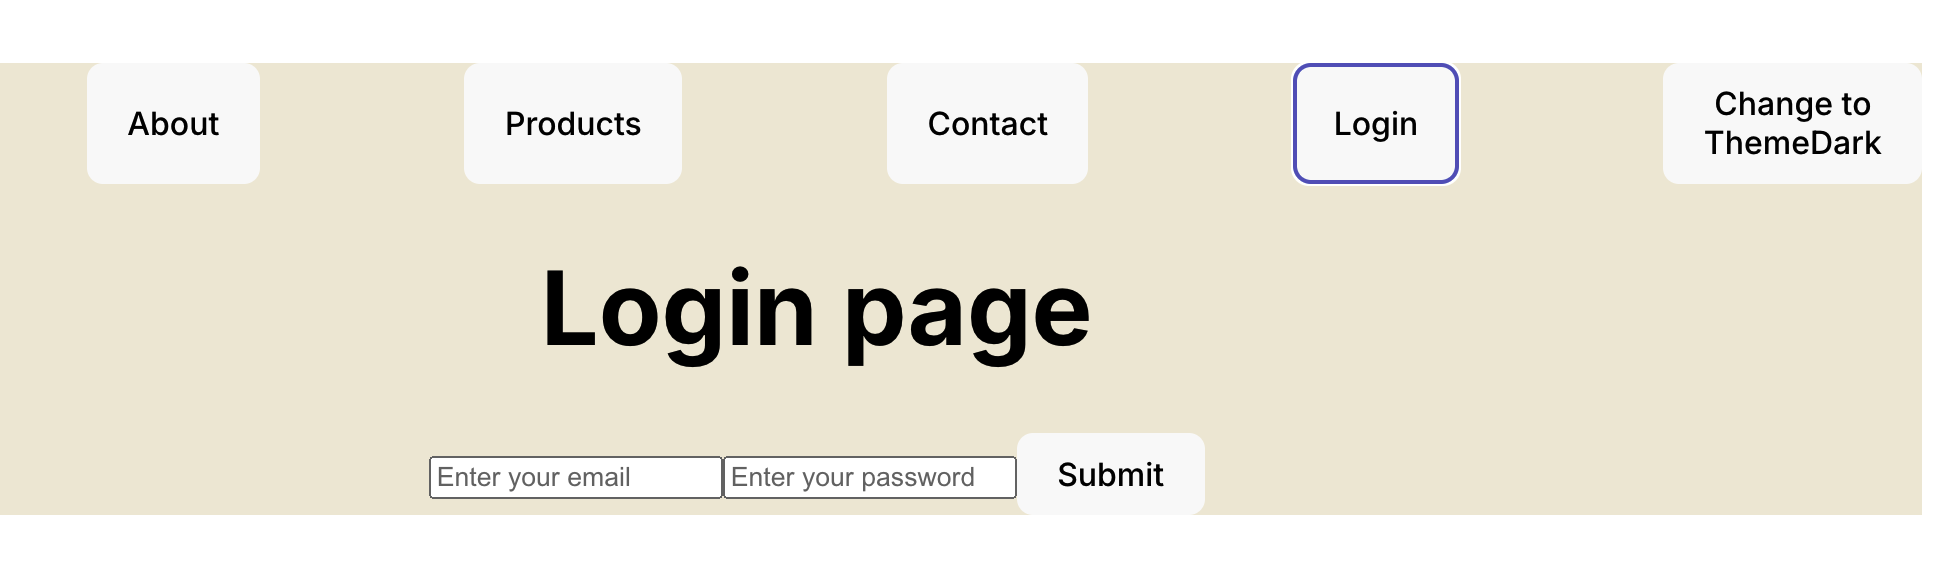 About
Products
Contact
Login
Change to
ThemeDark
Login page
Enter your email
Enter your password
Submit